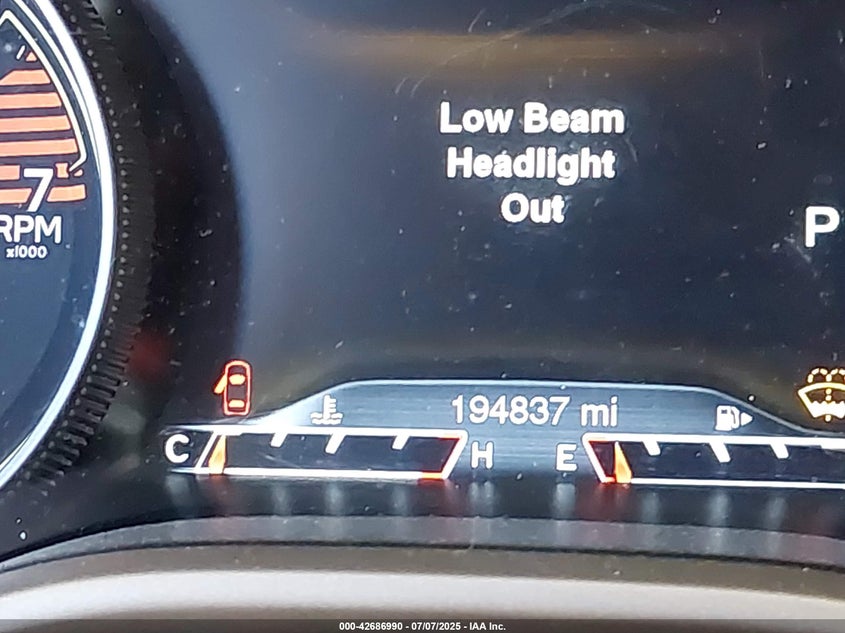 Low Beam
Headlight
Out
7
RPM
x1000
P
194837 mi
C
H
E
000-42686990 - 07/07/2025 - IAA Inc.